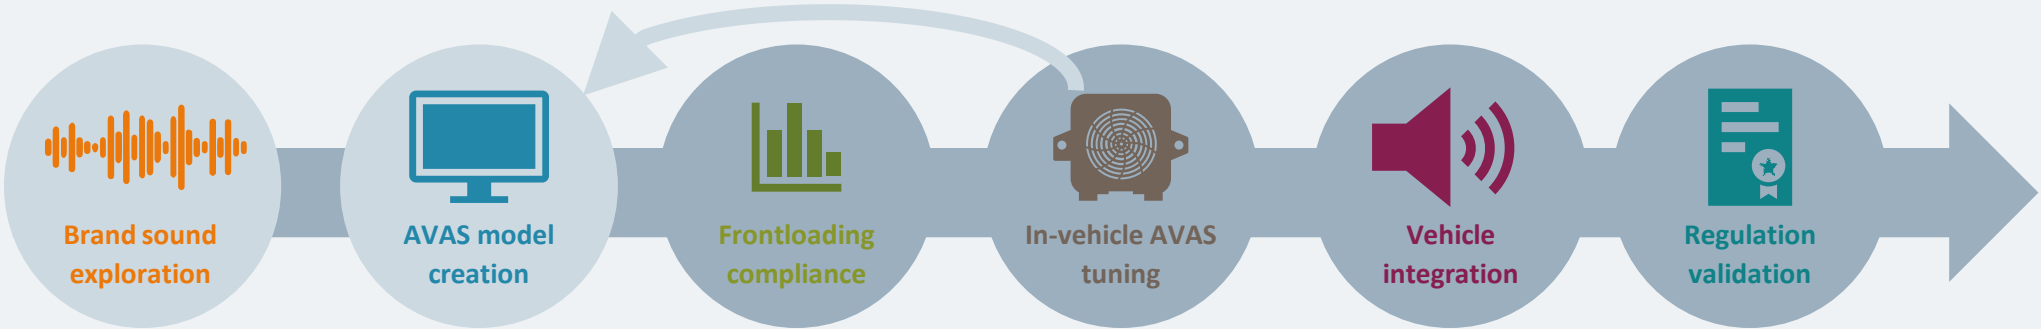 Brand sound
exploration
AVAS model
creation
Frontloading
compliance
In-vehicle AVAS
tuning
Vehicle
integration
Regulation
validation